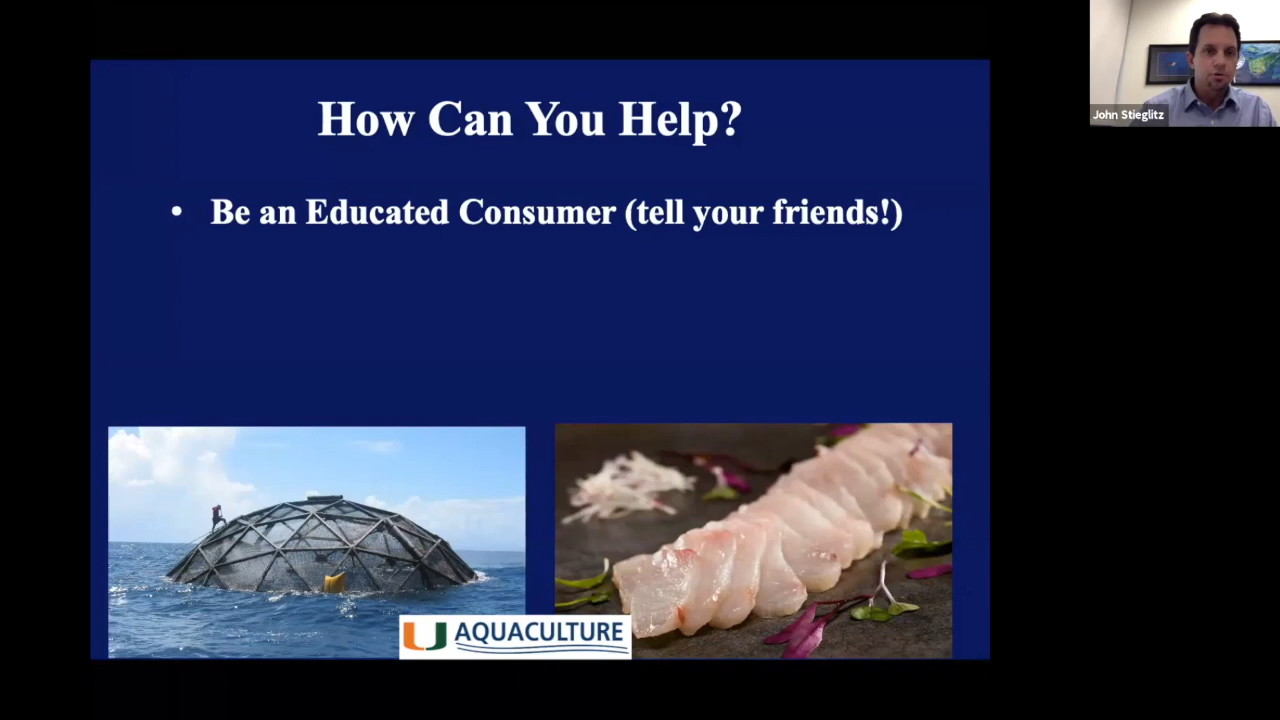 How Can You Help?
• Be an Educated Consumer (tell your friends!)
John Stieglitz
U AQUACULTURE